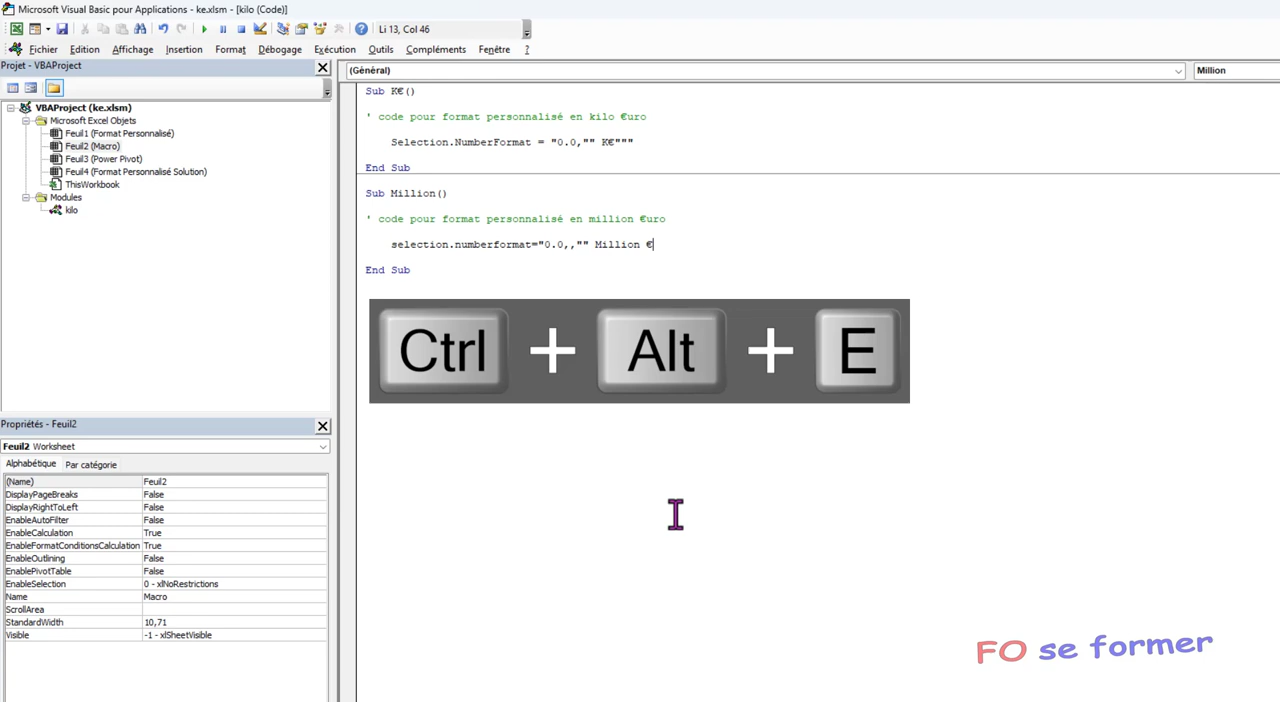 Microsoft Visual Basic pour Applications - ke.xlsm - [kilo (Code)]
Li 13, Col 46
Fichier Edition Affichage Insertion Format Débogage Exécution Outils Compléments Fenêtre ?
Projet - VBAProject
VBAProject (ke.xlsm)
Microsoft Excel Objets
Feuil1 (Format Personnalisé)
Feuil2 (Macro)
Feuil3 (Power Pivot)
Feuil4 (Format Personnalisé Solution)
ThisWorkbook
Modules
kilo
Propriétés - Feuil2
Feuil2 Worksheet
Alphabétique Par catégorie
(Name) Feuil2
DisplayPageBreaks False
DisplayRightToLeft False
EnableAutoFilter False
EnableCalculation True
EnableFormatConditionsCalculation True
EnableOutlining False
EnablePivotTable False
EnableSelection 0 - xlNoRestrictions
Name Macro
ScrollArea
StandardWidth 10,71
Visible -1 - xlSheetVisible
(Général) Million
Sub K€()
' code pour format personnalisé en kilo €uro
Selection.NumberFormat = "0.0,"" K€"""
End Sub
Sub Million()
' code pour format personnalisé en million €uro
selection.numberformat="0.0,,"" Million €
End Sub
Ctrl + Alt + E
FO se former